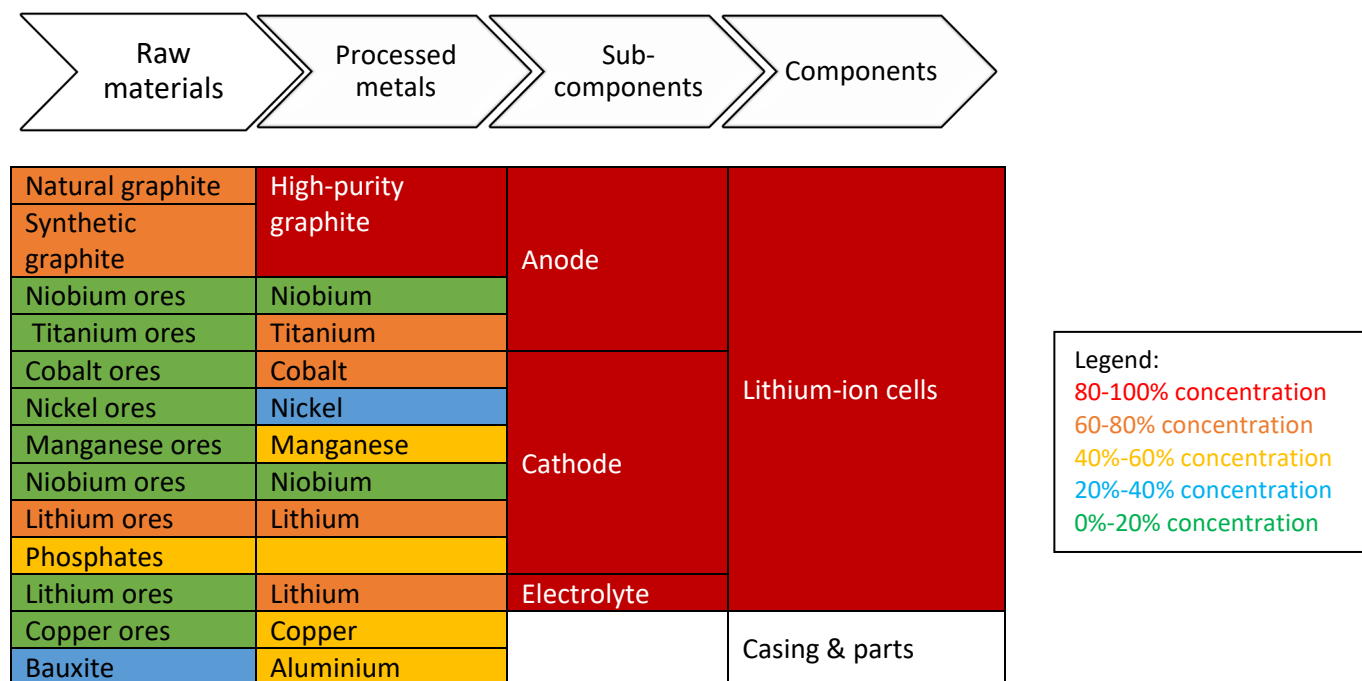 Raw
materials
Processed
metals
Sub-
components
Components
Natural graphite
High-purity
graphite
Anode
Lithium-ion cells
Synthetic
graphite
Niobium ores
Niobium
Titanium ores
Titanium
Cobalt ores
Cobalt
Cathode
Nickel ores
Nickel
Manganese ores
Manganese
Niobium ores
Niobium
Lithium ores
Lithium
Phosphates
Lithium ores
Lithium
Electrolyte
Copper ores
Copper
Casing & parts
Bauxite
Aluminium
Legend:
80-100% concentration
60-80% concentration
40%-60% concentration
20%-40% concentration
0%-20% concentration